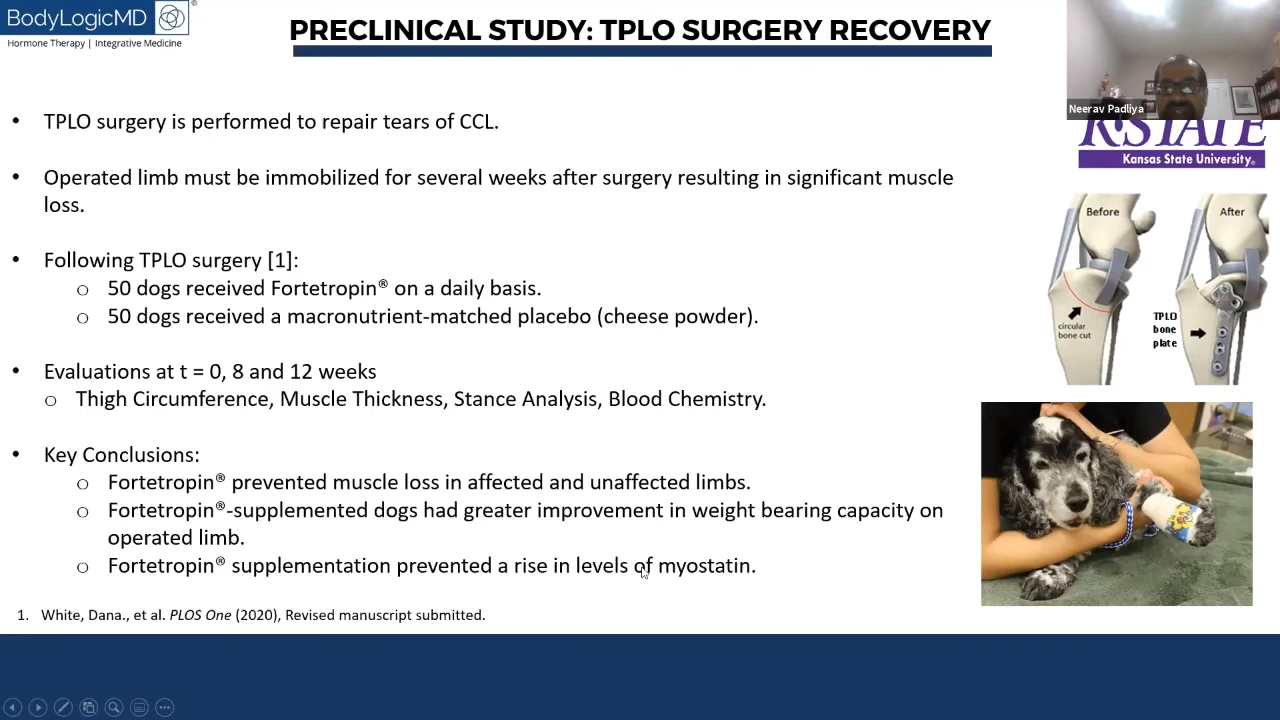 BodyLogicMD
®
Hormone Therapy | Integrative Medicine
PRECLINICAL STUDY: TPLO SURGERY RECOVERY
Neerav Padliya
K-STATE
Kansas State University
• TPLO surgery is performed to repair tears of CCL.
• Operated limb must be immobilized for several weeks after surgery resulting in significant muscle
loss.
• Following TPLO surgery [1]:
o 50 dogs received Fortetropin® on a daily basis.
o 50 dogs received a macronutrient-matched placebo (cheese powder).
• Evaluations at t = 0, 8 and 12 weeks
o Thigh Circumference, Muscle Thickness, Stance Analysis, Blood Chemistry.
• Key Conclusions:
o Fortetropin® prevented muscle loss in affected and unaffected limbs.
o Fortetropin®-supplemented dogs had greater improvement in weight bearing capacity on
operated limb.
o Fortetropin® supplementation prevented a rise in levels of myostatin.
1. White, Dana., et al. PLOS One (2020), Revised manuscript submitted.
Before
circular
bone cut
After
TPLO
bone
plate